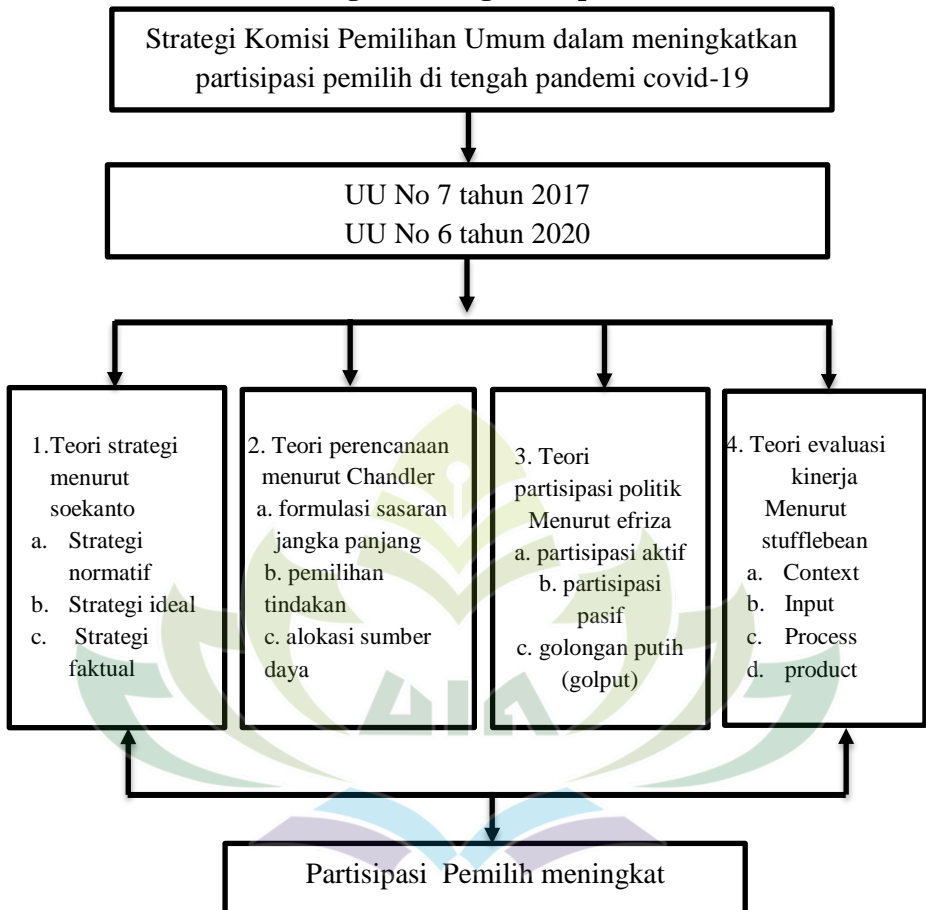 Strategi Komisi Pemilihan Umum dalam meningkatkan
partisipasi pemilih di tengah pandemi covid-19
UU No 7 tahun 2017
UU No 6 tahun 2020
1.Teori strategi
menurut
soekanto
a. Strategi
normatif
b. Strategi ideal
c. Strategi
faktual
2. Teori perencanaan
menurut Chandler
a. formulasi sasaran
jangka panjang
b. pemilihan
tindakan
c. alokasi sumber
daya
3. Teori
partisipasi politik
Menurut efriza
a. partisipasi aktif
b. partisipasi
pasif
c. golongan putih
(golput)
4. Teori evaluasi
kinerja
Menurut
stufflebean
a. Context
b. Input
c. Process
d. product
Partisipasi Pemilih meningkat